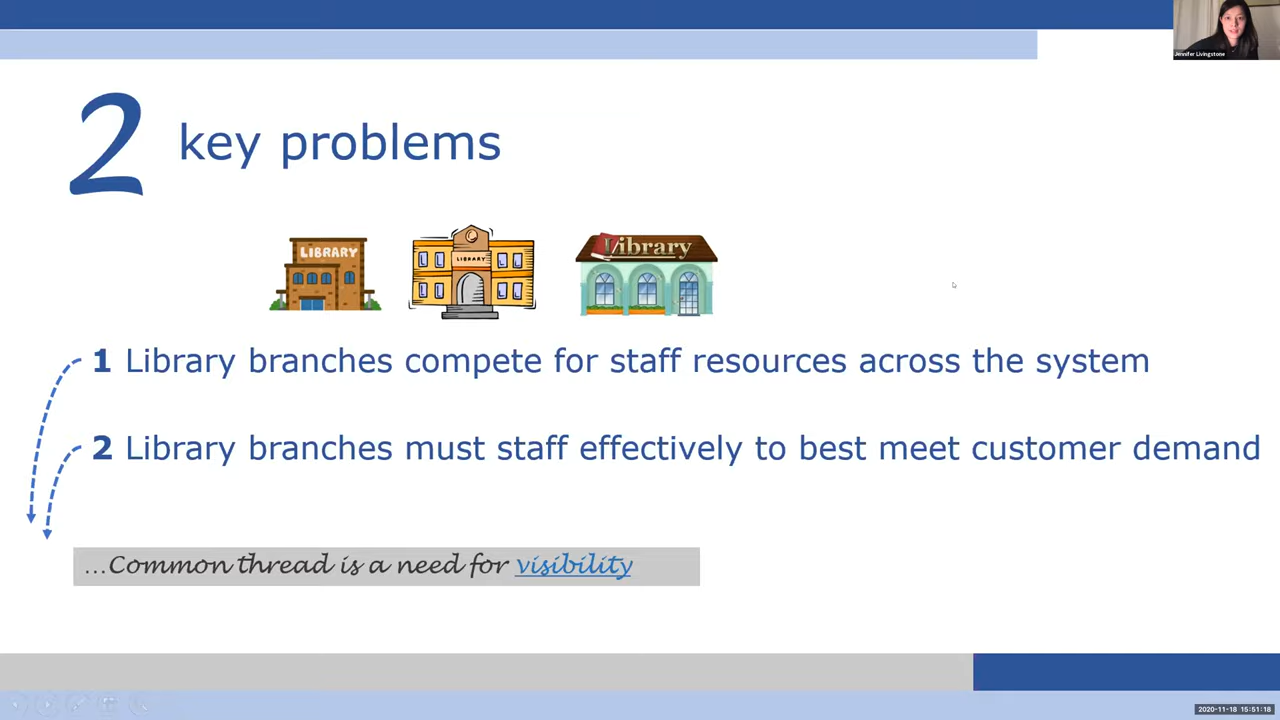 Jennifer Livingstone
2 key problems
LIBRARY
LIBRARY
Library
1 Library branches compete for staff resources across the system
2 Library branches must staff effectively to best meet customer demand
...Common thread is a need for visibility
2020-11-18 15:51:18